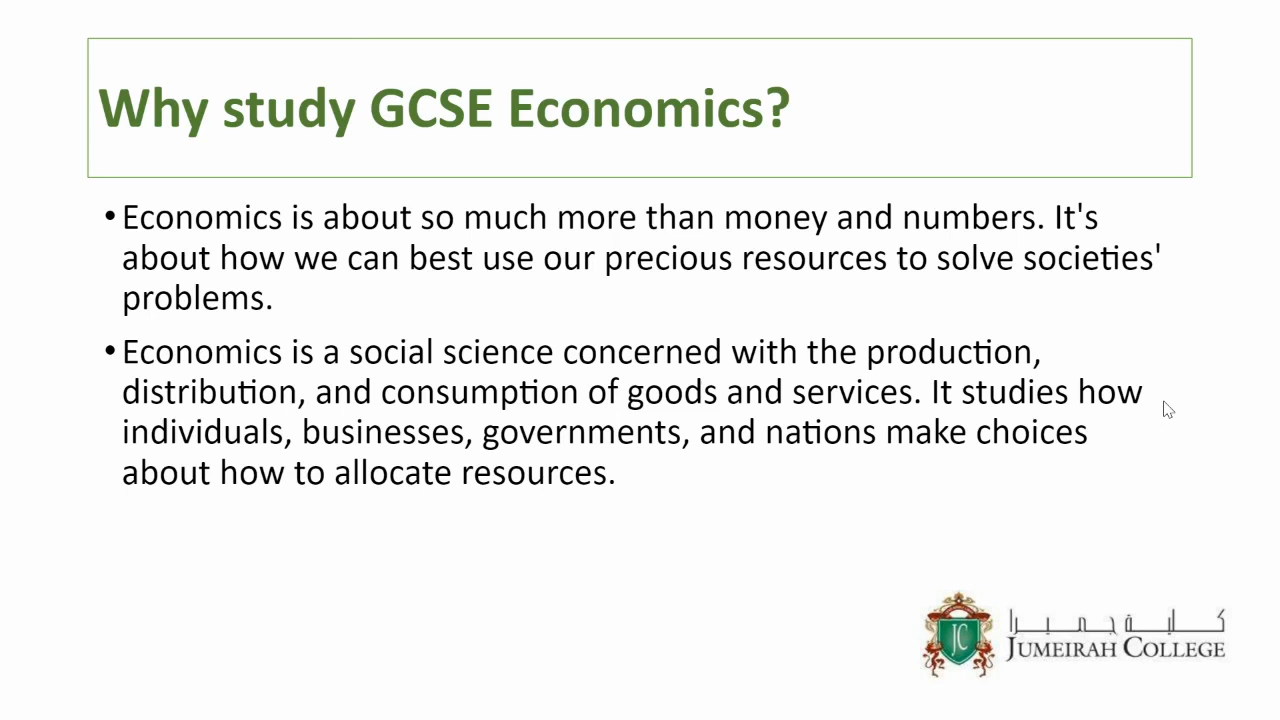 Why study GCSE Economics?
•Economics is about so much more than money and numbers. It's
about how we can best use our precious resources to solve societies'
problems.
•Economics is a social science concerned with the production,
distribution, and consumption of goods and services. It studies how
individuals, businesses, governments, and nations make choices
about how to allocate resources.
كلية جميرا
JC
JUMEIRAH COLLEGE